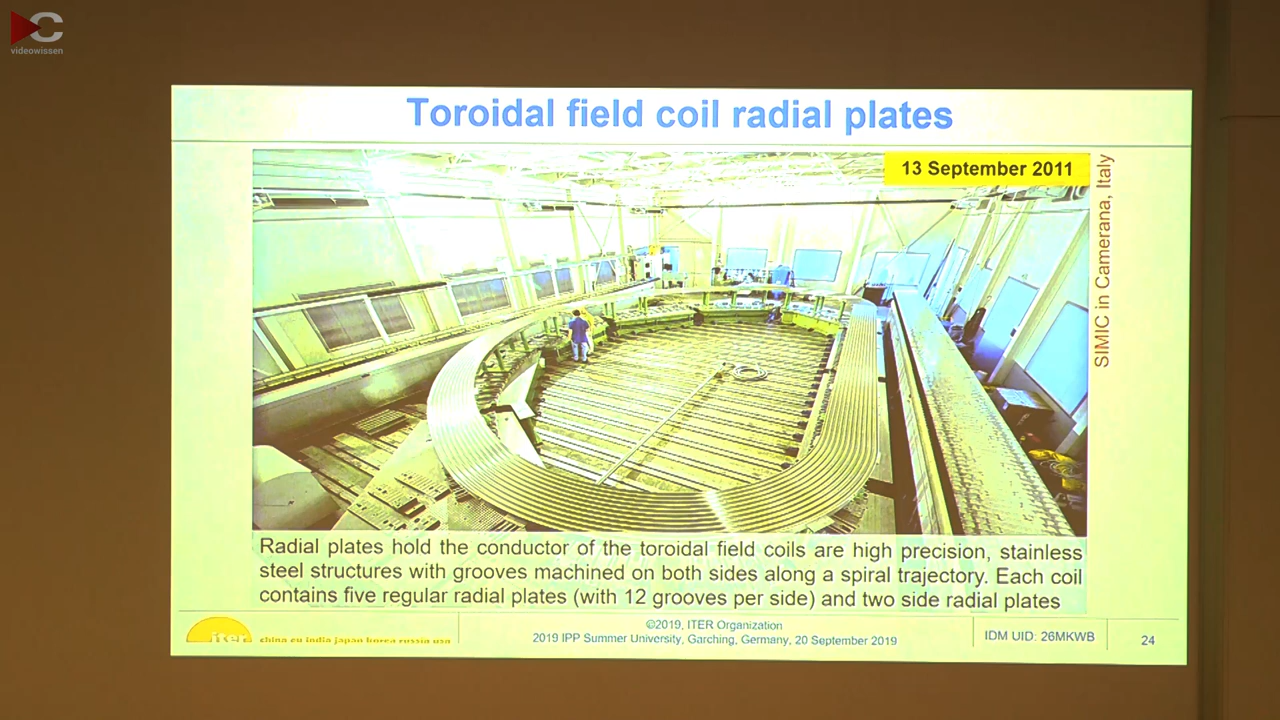 videowissen
Toroidal field coil radial plates
13 September 2011
SIMIC in Camerana, Italy
Radial plates hold the conductor of the toroidal field coils are high precision, stainless
steel structures with grooves machined on both sides along a spiral trajectory. Each coil
contains five regular radial plates (with 12 grooves per side) and two side radial plates
iter
china eu india japan korea russia usa
©2019, ITER Organization
2019 IPP Summer University, Garching, Germany, 20 September 2019
IDM UID: 26MKWB
24